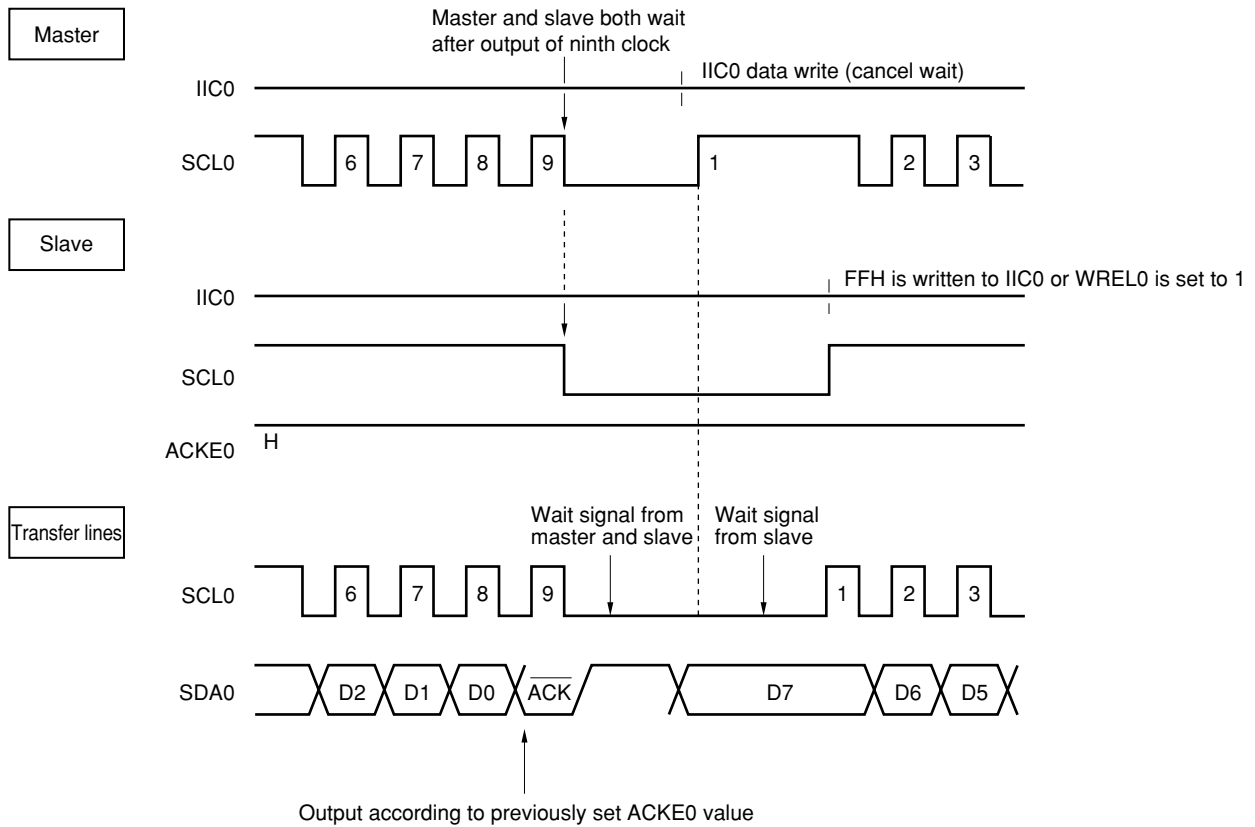 Master
Master and slave both wait
after output of ninth clock
IIC0 data write (cancel wait)
IIC0
SCL0
6 7 8 9 1 2 3
Slave
FFH is written to IIC0 or WREL0 is set to 1
IIC0
SCL0
H
ACKE0
Transfer lines
Wait signal from
master and slave
Wait signal
from slave
SCL0
6 7 8 9 1 2 3
SDA0
D2 D1 D0 ACK D7 D6 D5
Output according to previously set ACKE0 value